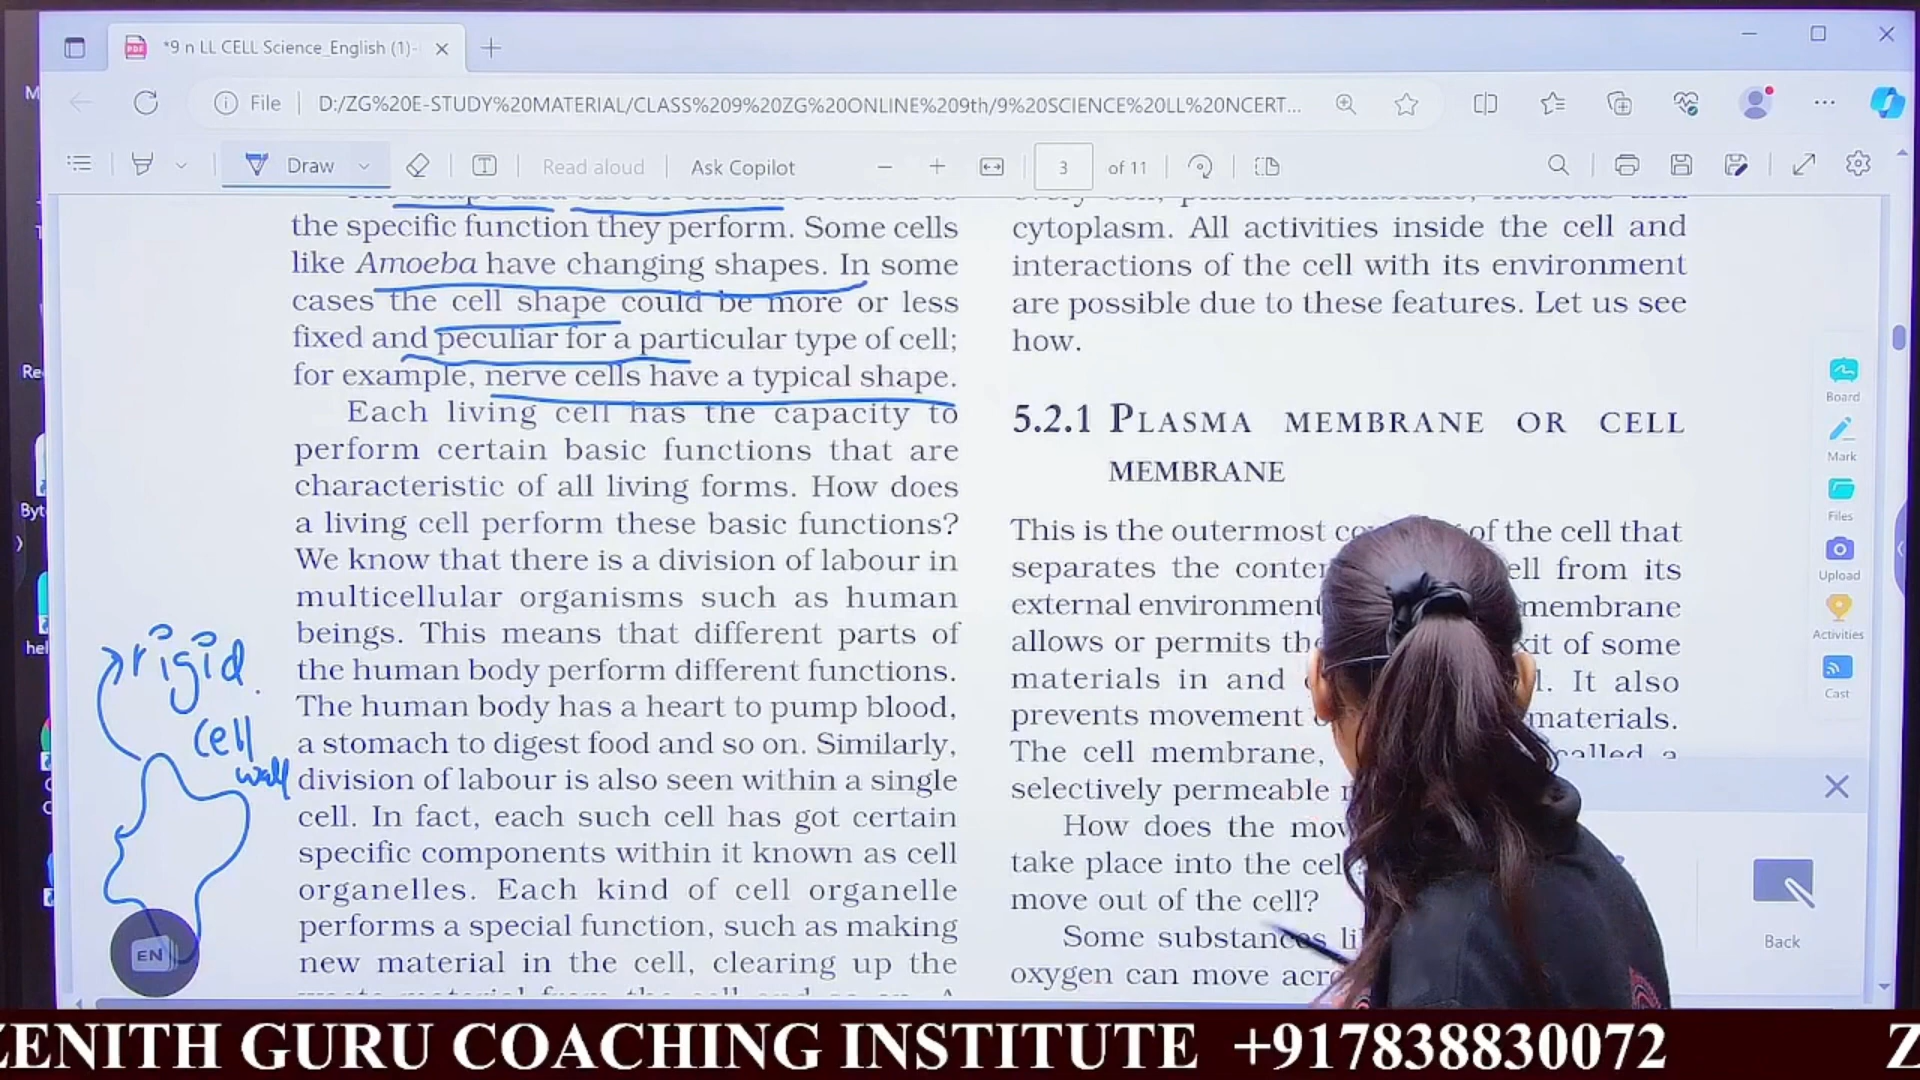 *9 n LL CELL Science_English (1)-
File D:/ZG%20E-STUDY%20MATERIAL/CLASS%209%20ZG%20ONLINE%209th/9%20SCIENCE%20LL%20NCERT...
Draw Read aloud Ask Copilot 3 of 11
the specific function they perform. Some cells
like Amoeba have changing shapes. In some
cases the cell shape could be more or less
fixed and peculiar for a particular type of cell;
for example, nerve cells have a typical shape.
Each living cell has the capacity to
perform certain basic functions that are
characteristic of all living forms. How does
a living cell perform these basic functions?
We know that there is a division of labour in
multicellular organisms such as human
beings. This means that different parts of
the human body perform different functions.
The human body has a heart to pump blood,
a stomach to digest food and so on. Similarly,
division of labour is also seen within a single
cell. In fact, each such cell has got certain
specific components within it known as cell
organelles. Each kind of cell organelle
performs a special function, such as making
new material in the cell, clearing up the
rigid.
cell
wall
cytoplasm. All activities inside the cell and
interactions of the cell with its environment
are possible due to these features. Let us see
how.
5.2.1 PLASMA MEMBRANE OR CELL
MEMBRANE
This is the outermost of the cell that
separates the from its
external environment membrane
allows or permits of some
materials in and It also
prevents movement materials.
The cell membrane, called a
selectively permeable
How does the
take place into the
move out of the cell?
Some substances
oxygen can move
Board
Mark
Files
Upload
Activities
Cast
Back
EN
ZENITH GURU COACHING INSTITUTE +917838830072 Z